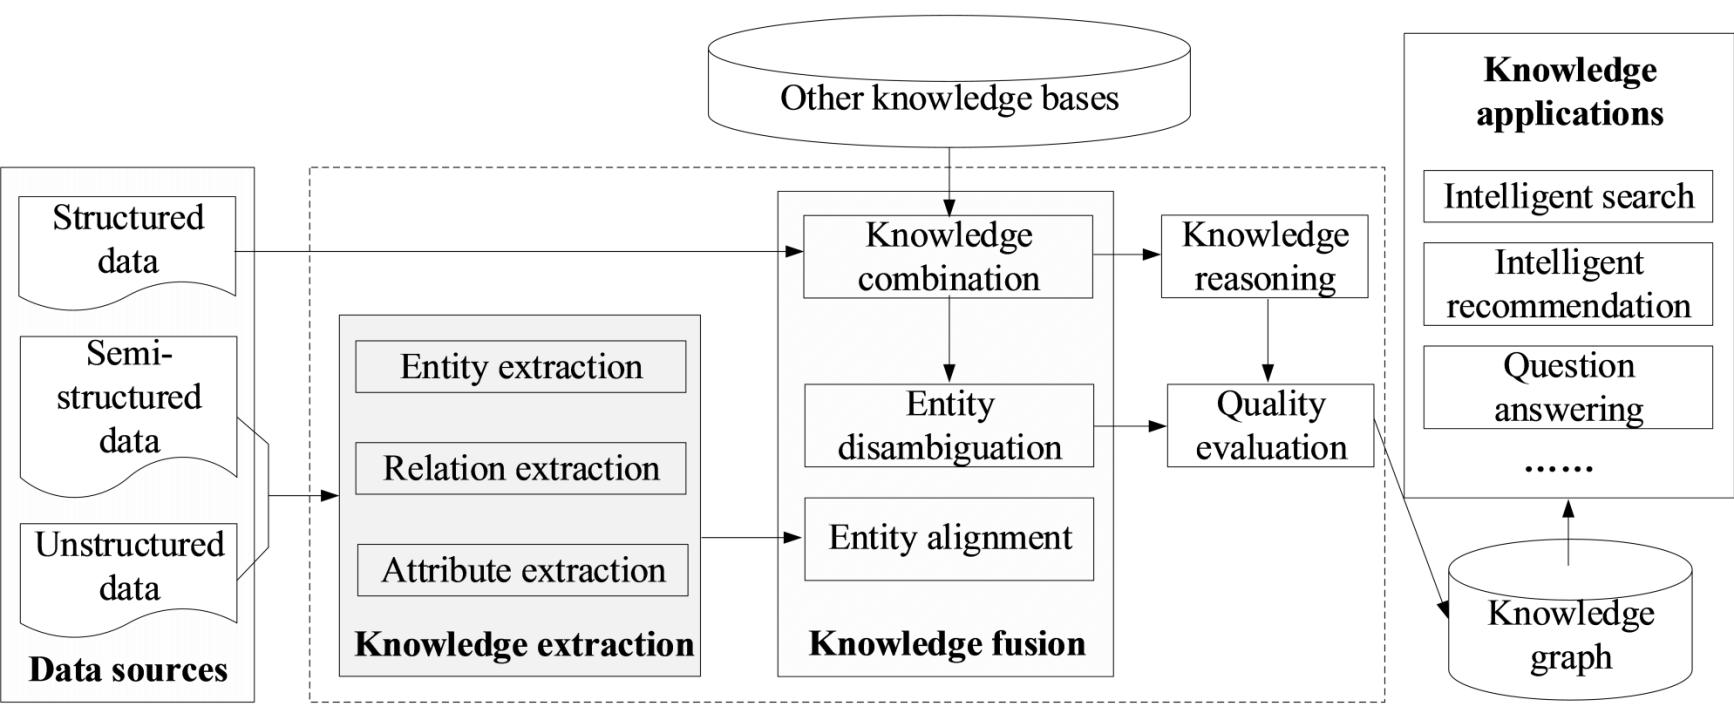 Other knowledge bases
Structured
data
Semi-
structured
data
Unstructured
data
Data sources
Entity extraction
Relation extraction
Attribute extraction
Knowledge extraction
Knowledge
combination
Entity
disambiguation
Entity alignment
Knowledge fusion
Knowledge
reasoning
Quality
evaluation
Knowledge
applications
Intelligent search
Intelligent
recommendation
Question
answering
......
Knowledge
graph